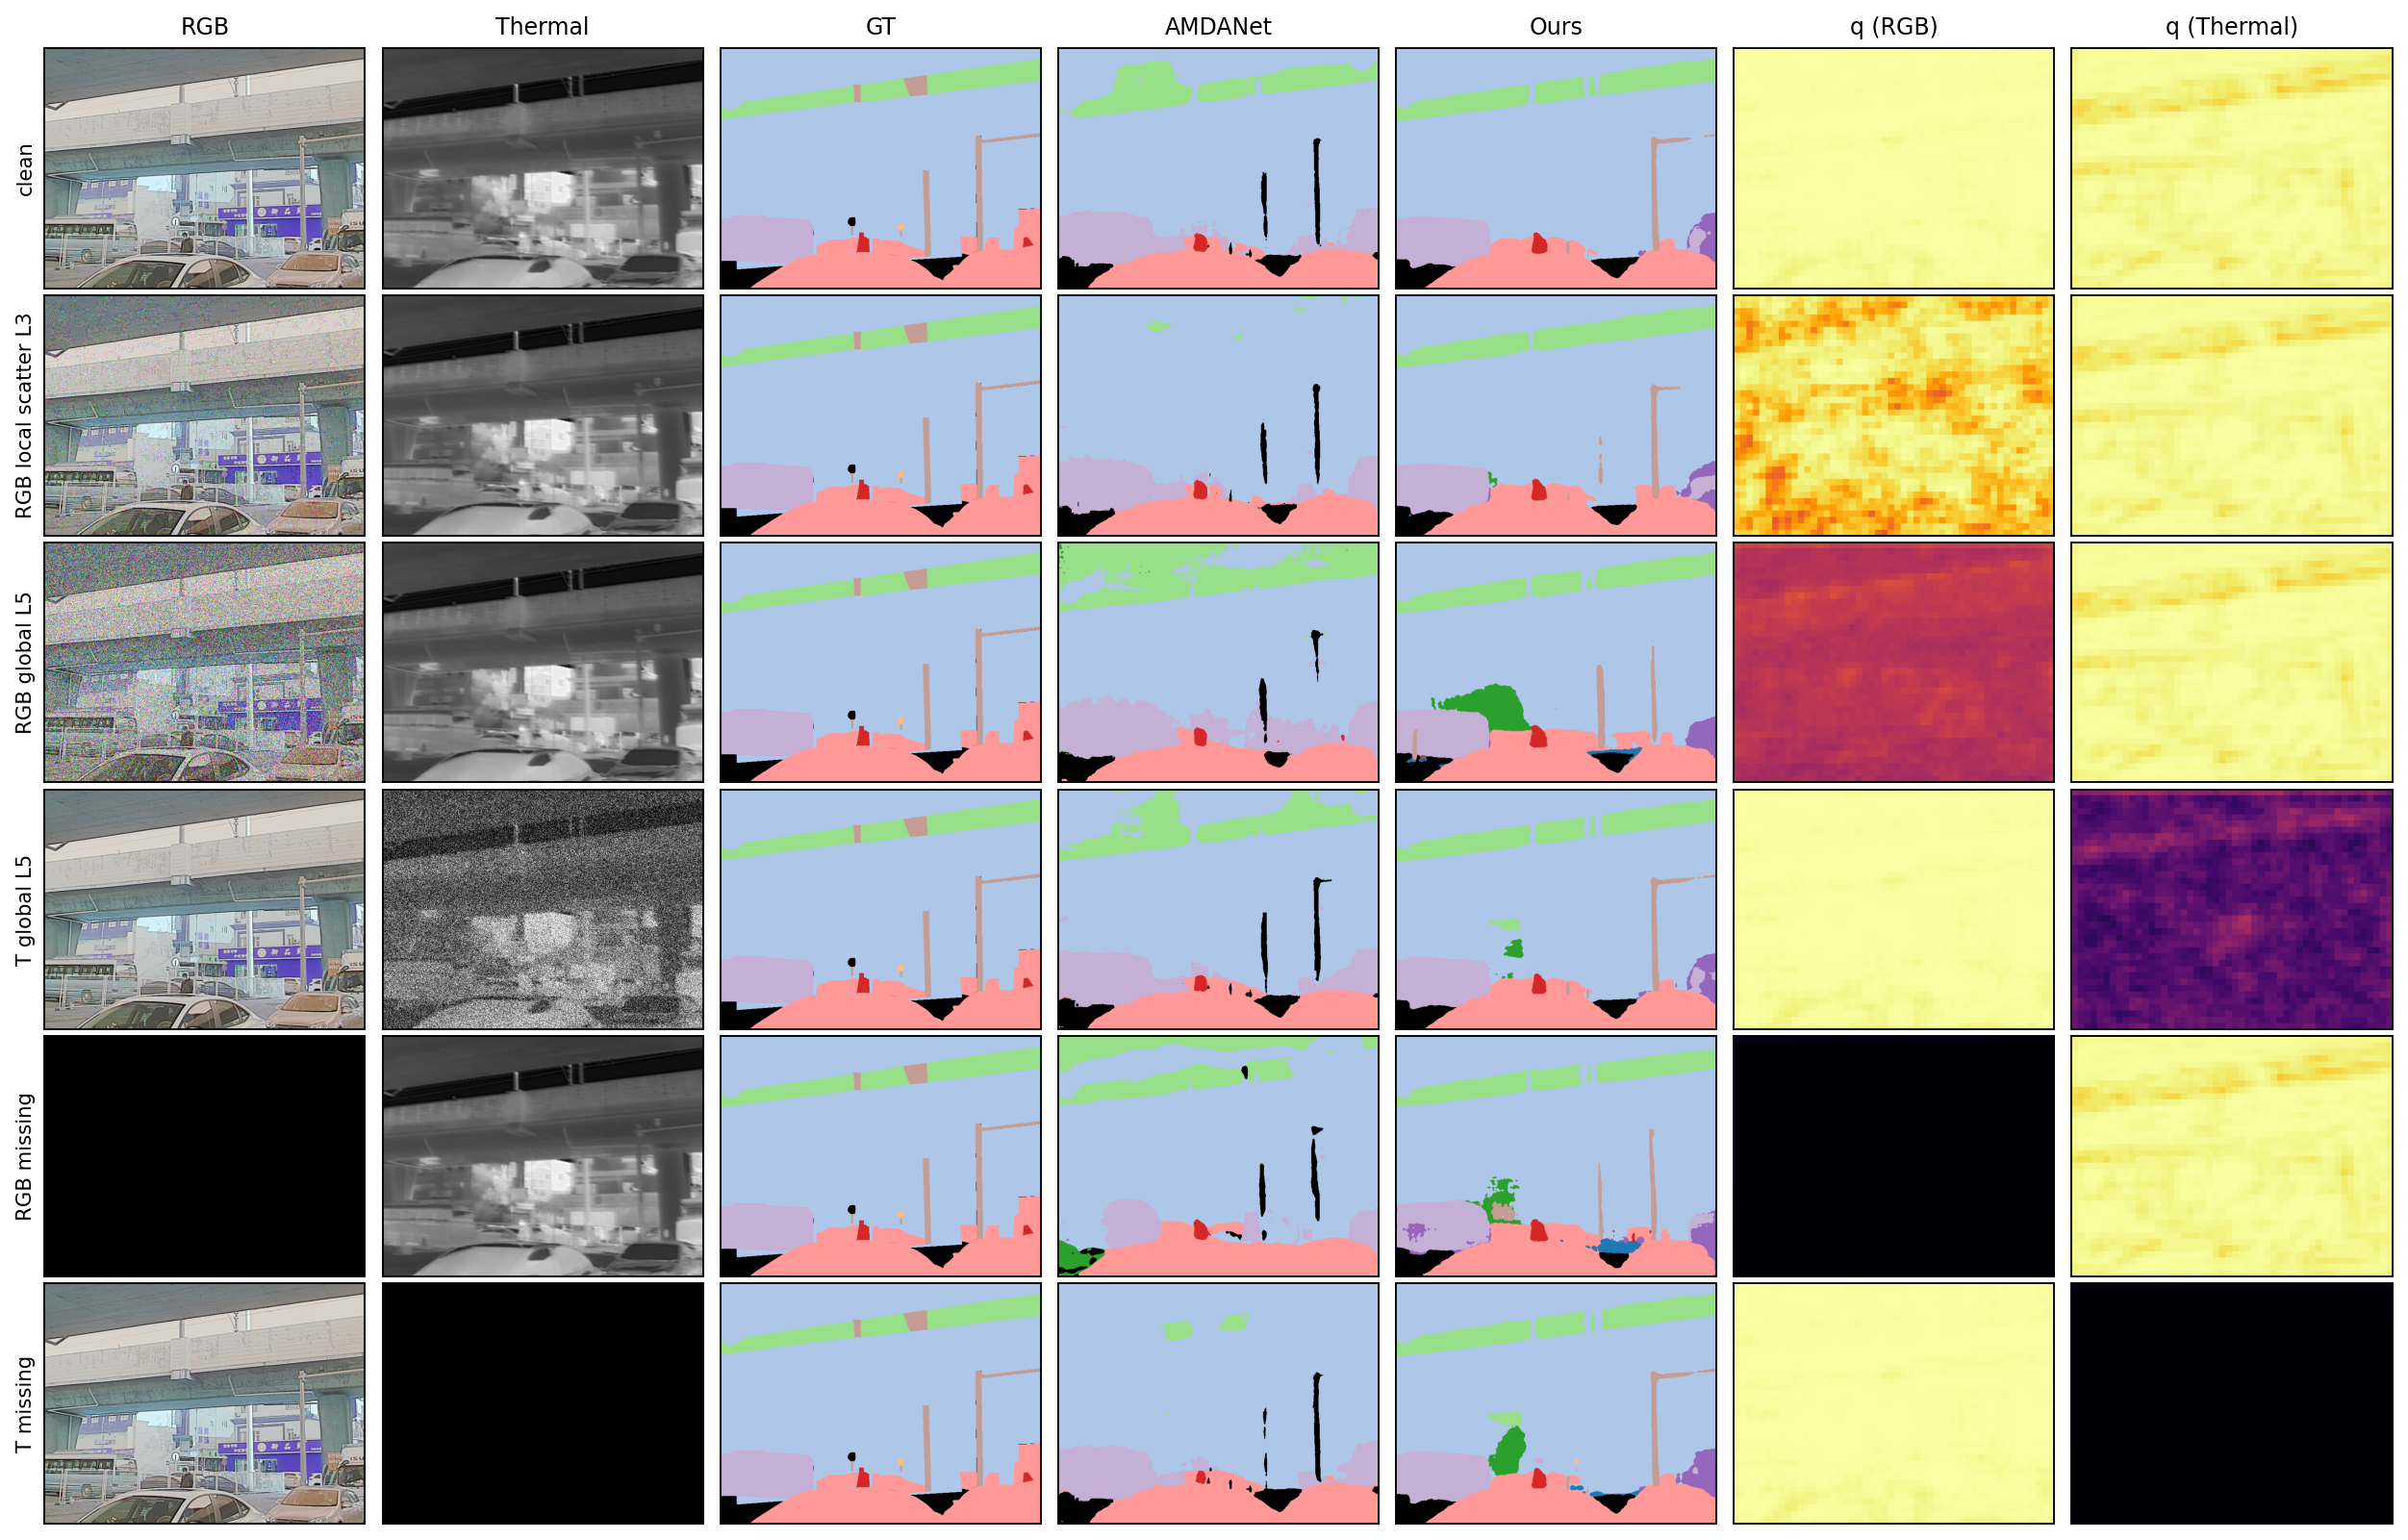 RGB Thermal GT AMDANet Ours q (RGB) q (Thermal)
clean
RGB local scatter L3
RGB global L5
T global L5
RGB missing
T missing